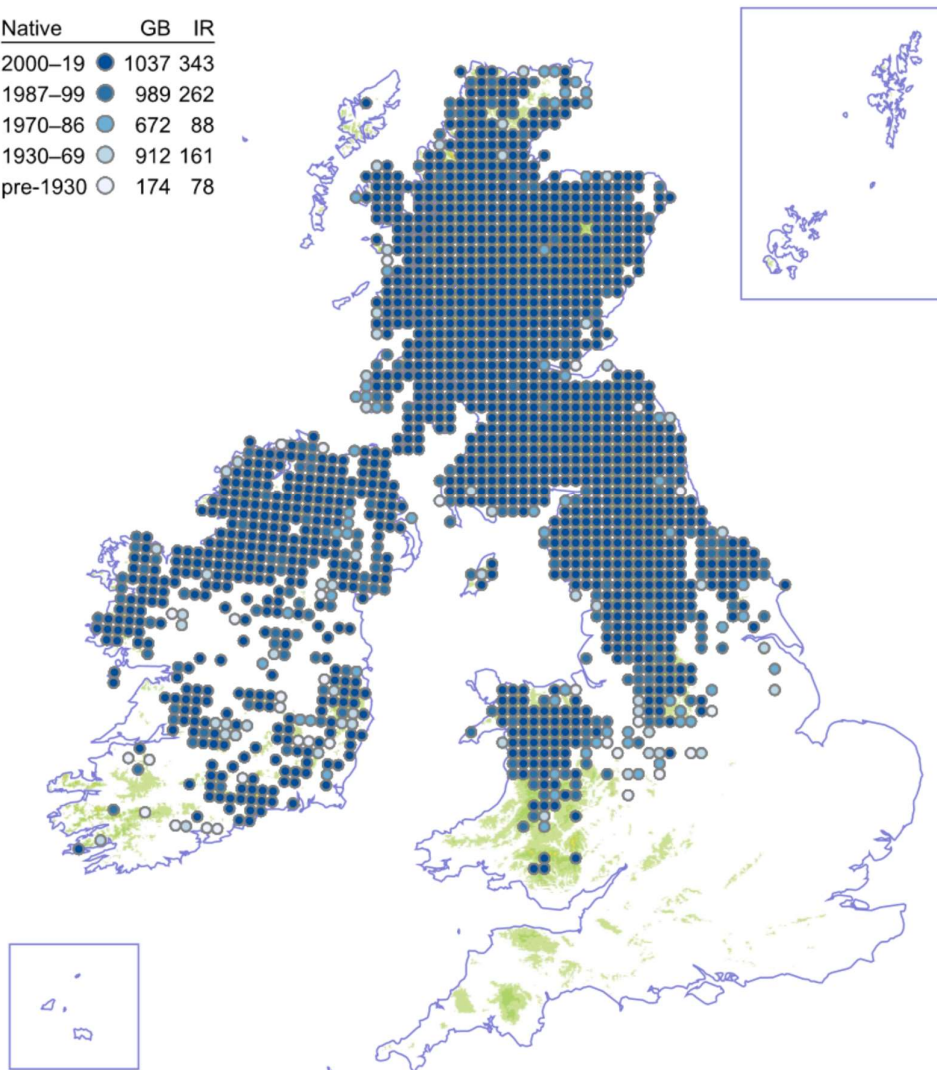 Native GB IR
2000–19 1037 343
1987–99 989 262
1970–86 672 88
1930–69 912 161
pre-1930 174 78